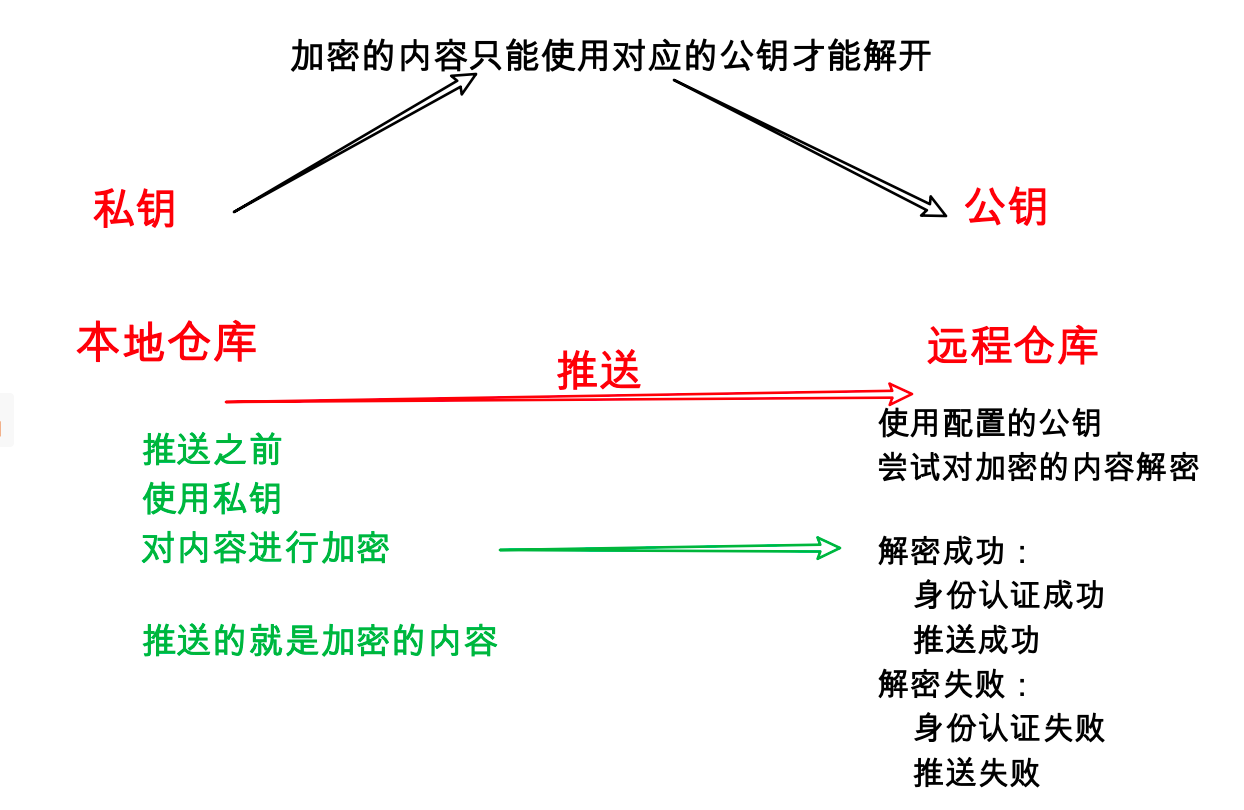 加密的内容只能使用对应的公钥才能解开
私钥
公钥
本地仓库
远程仓库
推送
推送之前
使用私钥
对内容进行加密
推送的就是加密的内容
使用配置的公钥
尝试对加密的内容解密
解密成功：
身份认证成功
推送成功
解密失败：
身份认证失败
推送失败